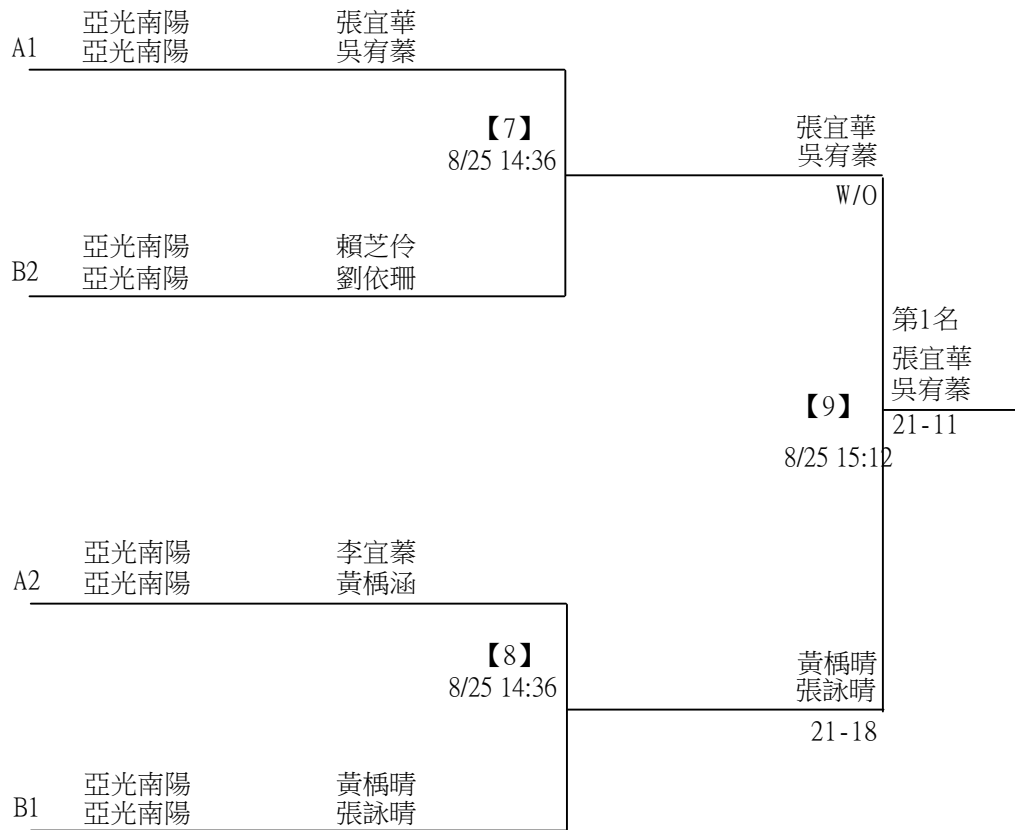 A1 亞光南陽 張宜華
亞光南陽 吳宥蓁
【7】
8/25 14:36
張宜華
吳宥蓁
W/O
B2 亞光南陽 賴芝伶
亞光南陽 劉依珊
第1名
張宜華
吳宥蓁
【9】
21-11
8/25 15:12
A2 亞光南陽 李宜蓁
亞光南陽 黃楀涵
【8】
8/25 14:36
黃楀晴
張詠晴
21-18
B1 亞光南陽 黃楀晴
亞光南陽 張詠晴